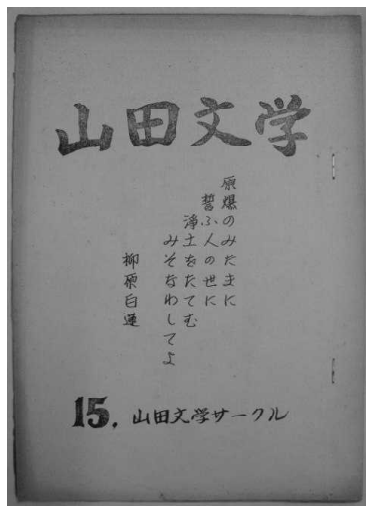 山田文学
原爆のみたまに
誓ふ人の世に
浄土をたてむ
みそなわしてよ
柳原白蓮
15. 山田文学サークル